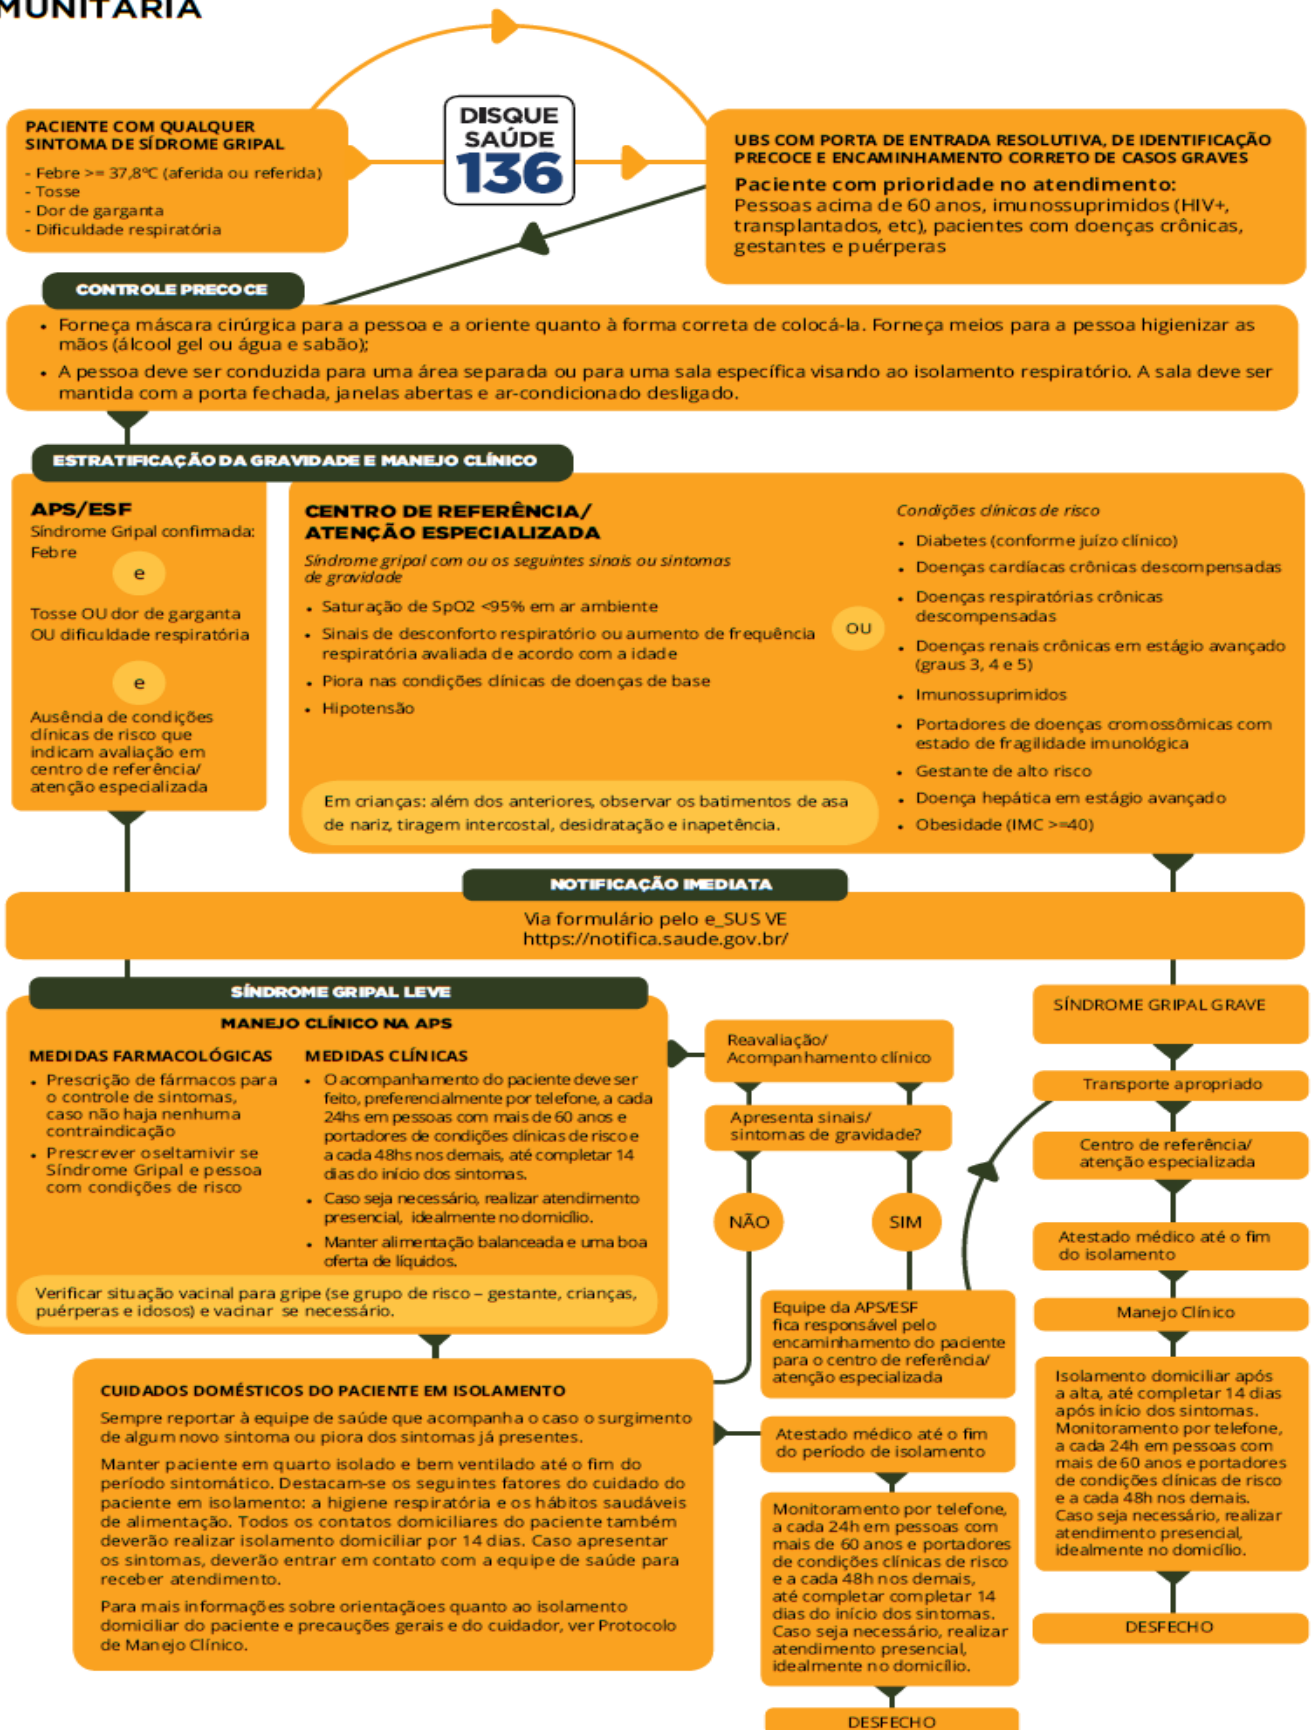 MUNITÁRIA
PACIENTE COM QUALQUER
SINTOMA DE SÍDROME GRIPAL
- Febre >= 37,8ºC (aferida ou referida)
- Tosse
- Dor de garganta
- Dificuldade respiratória
DISQUE
SAÚDE
136
UBS COM PORTA DE ENTRADA RESOLUTIVA, DE IDENTIFICAÇÃO
PRECOCE E ENCAMINHAMENTO CORRETO DE CASOS GRAVES
Paciente com prioridade no atendimento:
Pessoas acima de 60 anos, imunossuprimidos (HIV+,
transplantados, etc), pacientes com doenças crônicas,
gestantes e puérperas
CONTROLE PRECOCE
• Forneça máscara cirúrgica para a pessoa e a oriente quanto à forma correta de colocá-la. Forneça meios para a pessoa higienizar as
mãos (álcool gel ou água e sabão);
• A pessoa deve ser conduzida para uma área separada ou para uma sala específica visando ao isolamento respiratório. A sala deve ser
mantida com a porta fechada, janelas abertas e ar-condicionado desligado.
ESTRATIFICAÇÃO DA GRAVIDADE E MANEJO CLÍNICO
APS/ESF
Síndrome Gripal confirmada:
Febre
e
Tosse OU dor de garganta
OU dificuldade respiratória
e
Ausência de condições
clínicas de risco que
indicam avaliação em
centro de referência/
atenção especializada
CENTRO DE REFERÊNCIA/
ATENÇÃO ESPECIALIZADA
Síndrome gripal com ou os seguintes sinais ou sintomas
de gravidade
• Saturação de SpO2 <95% em ar ambiente
• Sinais de desconforto respiratório ou aumento de frequência
respiratória avaliada de acordo com a idade
• Piora nas condições clínicas de doenças de base
• Hipotensão
Em crianças: além dos anteriores, observar os batimentos de asa
de nariz, tiragem intercostal, desidratação e inapetência.
OU
Condições clínicas de risco
• Diabetes (conforme juízo clínico)
• Doenças cardíacas crônicas descompensadas
• Doenças respiratórias crônicas
descompensadas
• Doenças renais crônicas em estágio avançado
(graus 3, 4 e 5)
• Imunossuprimidos
• Portadores de doenças cromossômicas com
estado de fragilidade imunológica
• Gestante de alto risco
• Doença hepática em estágio avançado
• Obesidade (IMC >=40)
NOTIFICAÇÃO IMEDIATA
Via formulário pelo e_SUS VE
https://notifica.saude.gov.br/
SÍNDROME GRIPAL LEVE
MANEJO CLÍNICO NA APS
MEDIDAS FARMACOLÓGICAS
• Prescrição de fármacos para
o controle de sintomas,
caso não haja nenhuma
contraindicação
• Prescrever oseltamivir se
Síndrome Gripal e pessoa
com condições de risco
MEDIDAS CLÍNICAS
• O acompanhamento do paciente deve ser
feito, preferencialmente por telefone, a cada
24hs em pessoas com mais de 60 anos e
portadores de condições clínicas de risco e
a cada 48hs nos demais, até completar 14
dias do início dos sintomas.
• Caso seja necessário, realizar atendimento
presencial, idealmente no domicílio.
• Manter alimentação balanceada e uma boa
oferta de líquidos.
Verificar situação vacinal para gripe (se grupo de risco – gestante, crianças,
puérperas e idosos) e vacinar se necessário.
Reavaliação/
Acompanhamento clínico
Apresenta sinais/
sintomas de gravidade?
NÃO
SIM
Equipe da APS/ESF
fica responsável pelo
encaminhamento do paciente
para o centro de referência/
atenção especializada
SÍNDROME GRIPAL GRAVE
Transporte apropriado
Centro de referência/
atenção especializada
Atestado médico até o fim
do isolamento
Manejo Clínico
Isolamento domiciliar após
a alta, até completar 14 dias
após início dos sintomas.
Monitoramento por telefone,
a cada 24h em pessoas com
mais de 60 anos e portadores
de condições clínicas de risco
e a cada 48h nos demais.
Caso seja necessário, realizar
atendimento presencial,
idealmente no domicílio.
DESFECHO
CUIDADOS DOMÉSTICOS DO PACIENTE EM ISOLAMENTO
Sempre reportar à equipe de saúde que acompanha o caso o surgimento
de algum novo sintoma ou piora dos sintomas já presentes.
Manter paciente em quarto isolado e bem ventilado até o fim do
período sintomático. Destacam-se os seguintes fatores do cuidado do
paciente em isolamento: a higiene respiratória e os hábitos saudáveis
de alimentação. Todos os contatos domiciliares do paciente também
deverão realizar isolamento domiciliar por 14 dias. Caso apresentar
os sintomas, deverão entrar em contato com a equipe de saúde para
receber atendimento.
Para mais informações sobre orientaçãoes quanto ao isolamento
domiciliar do paciente e precauções gerais e do cuidador, ver Protocolo
de Manejo Clínico.
Atestado médico até o fim
do período de isolamento
Monitoramento por telefone,
a cada 24h em pessoas com
mais de 60 anos e portadores
de condições clínicas de risco
e a cada 48h nos demais,
até completar completar 14
dias do início dos sintomas.
Caso seja necessário, realizar
atendimento presencial,
idealmente no domicílio.
DESFECHO